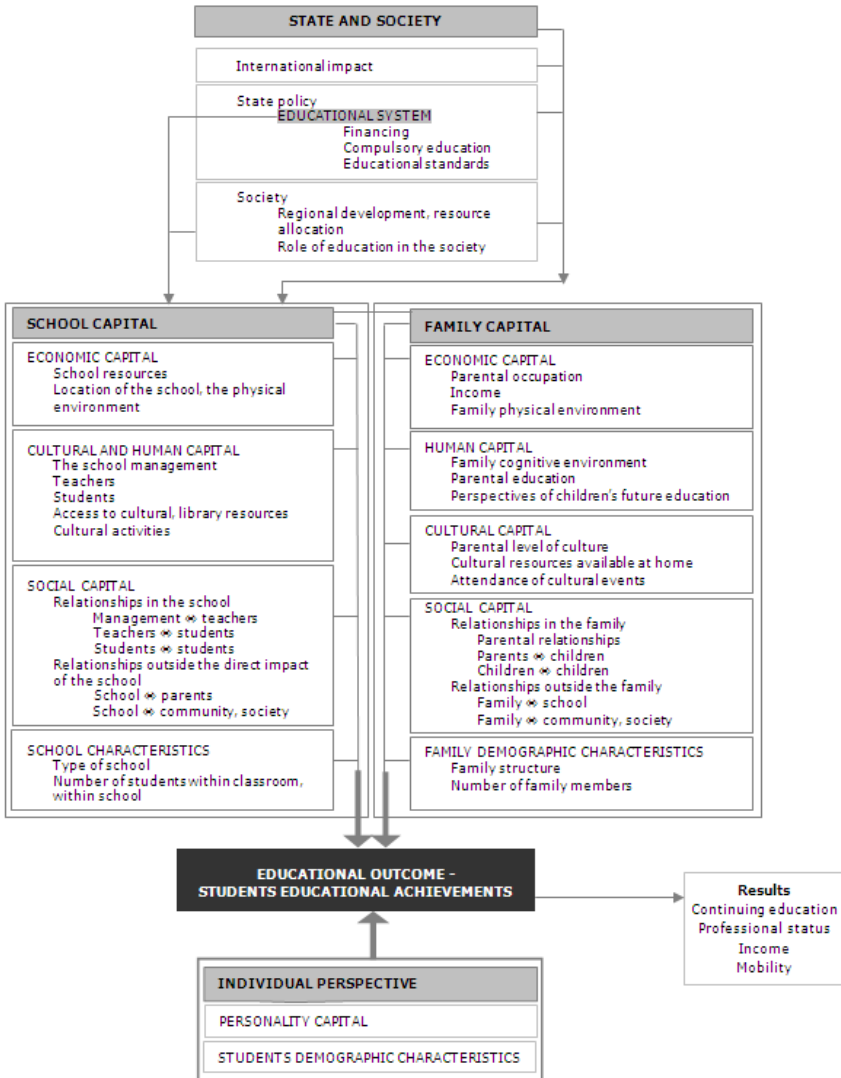 STATE AND SOCIETY
International impact
State policy
EDUCATIONAL SYSTEM
Financing
Compulsory education
Educational standards
Society
Regional development, resource
allocation
Role of education in the society
SCHOOL CAPITAL
ECONOMIC CAPITAL
School resources
Location of the school, the physical
environment
CULTURAL AND HUMAN CAPITAL
The school management
Teachers
Students
Access to cultural, library resources
Cultural activities
SOCIAL CAPITAL
Relationships in the school
Management ⇔ teachers
Teachers ⇔ students
Students ⇔ students
Relationships outside the direct impact
of the school
School ⇔ parents
School ⇔ community, society
SCHOOL CHARACTERISTICS
Type of school
Number of students within classroom,
within school
FAMILY CAPITAL
ECONOMIC CAPITAL
Parental occupation
Income
Family physical environment
HUMAN CAPITAL
Family cognitive environment
Parental education
Perspectives of children's future education
CULTURAL CAPITAL
Parental level of culture
Cultural resources available at home
Attendance of cultural events
SOCIAL CAPITAL
Relationships in the family
Parental relationships
Parents ⇔ children
Children ⇔ children
Relationships outside the family
Family ⇔ school
Family ⇔ community, society
FAMILY DEMOGRAPHIC CHARACTERISTICS
Family structure
Number of family members
EDUCATIONAL OUTCOME -
STUDENTS EDUCATIONAL ACHIEVEMENTS
Results
Continuing education
Professional status
Income
Mobility
INDIVIDUAL PERSPECTIVE
PERSONALITY CAPITAL
STUDENTS DEMOGRAPHIC CHARACTERISTICS